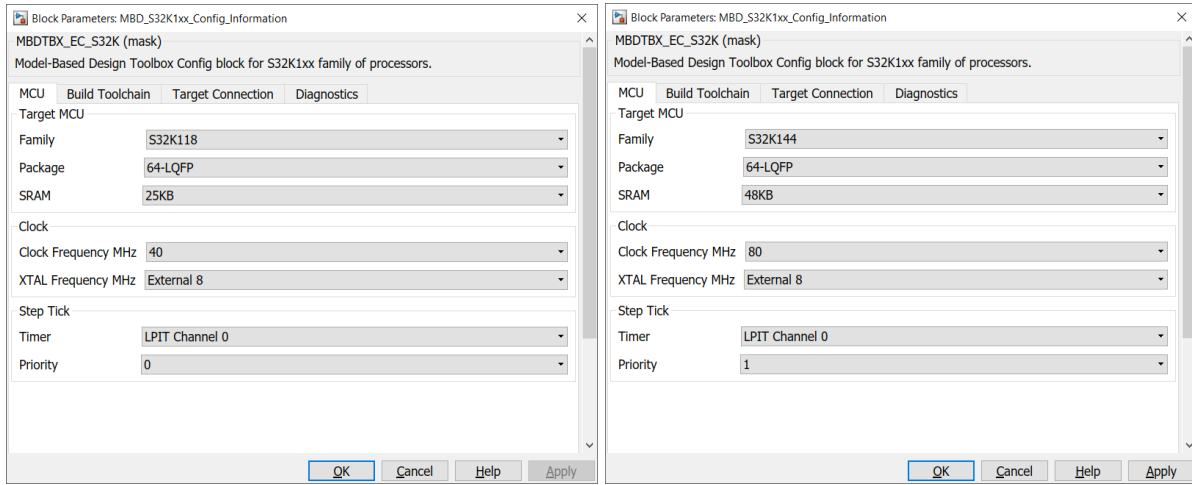 Block Parameters: MBD_S32K1xx_Config_Information
MBDTBX_EC_S32K (mask)
Model-Based Design Toolbox Config block for S32K1xx family of processors.
MCU Build Toolchain Target Connection Diagnostics
Target MCU
Family S32K118
Package 64-LQFP
SRAM 25KB
Clock
Clock Frequency MHz 40
XTAL Frequency MHz External 8
Step Tick
Timer LPIT Channel 0
Priority 0
OK Cancel Help Apply
Block Parameters: MBD_S32K1xx_Config_Information
MBDTBX_EC_S32K (mask)
Model-Based Design Toolbox Config block for S32K1xx family of processors.
MCU Build Toolchain Target Connection Diagnostics
Target MCU
Family S32K144
Package 64-LQFP
SRAM 48KB
Clock
Clock Frequency MHz 80
XTAL Frequency MHz External 8
Step Tick
Timer LPIT Channel 0
Priority 1
OK Cancel Help Apply